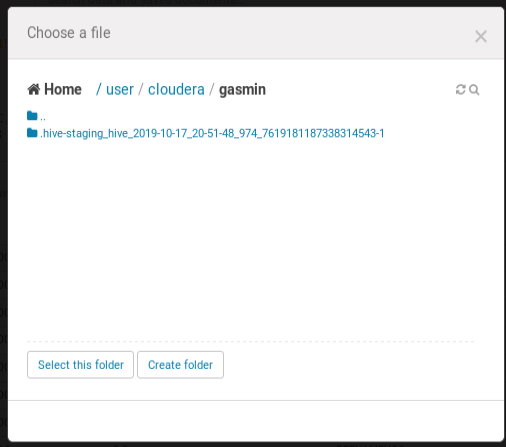 Choose a file
Home / user / cloudera / gasmin
..
.hive-staging_hive_2019-10-17_20-51-48_974_7619181187338314543-1
Select this folder
Create folder